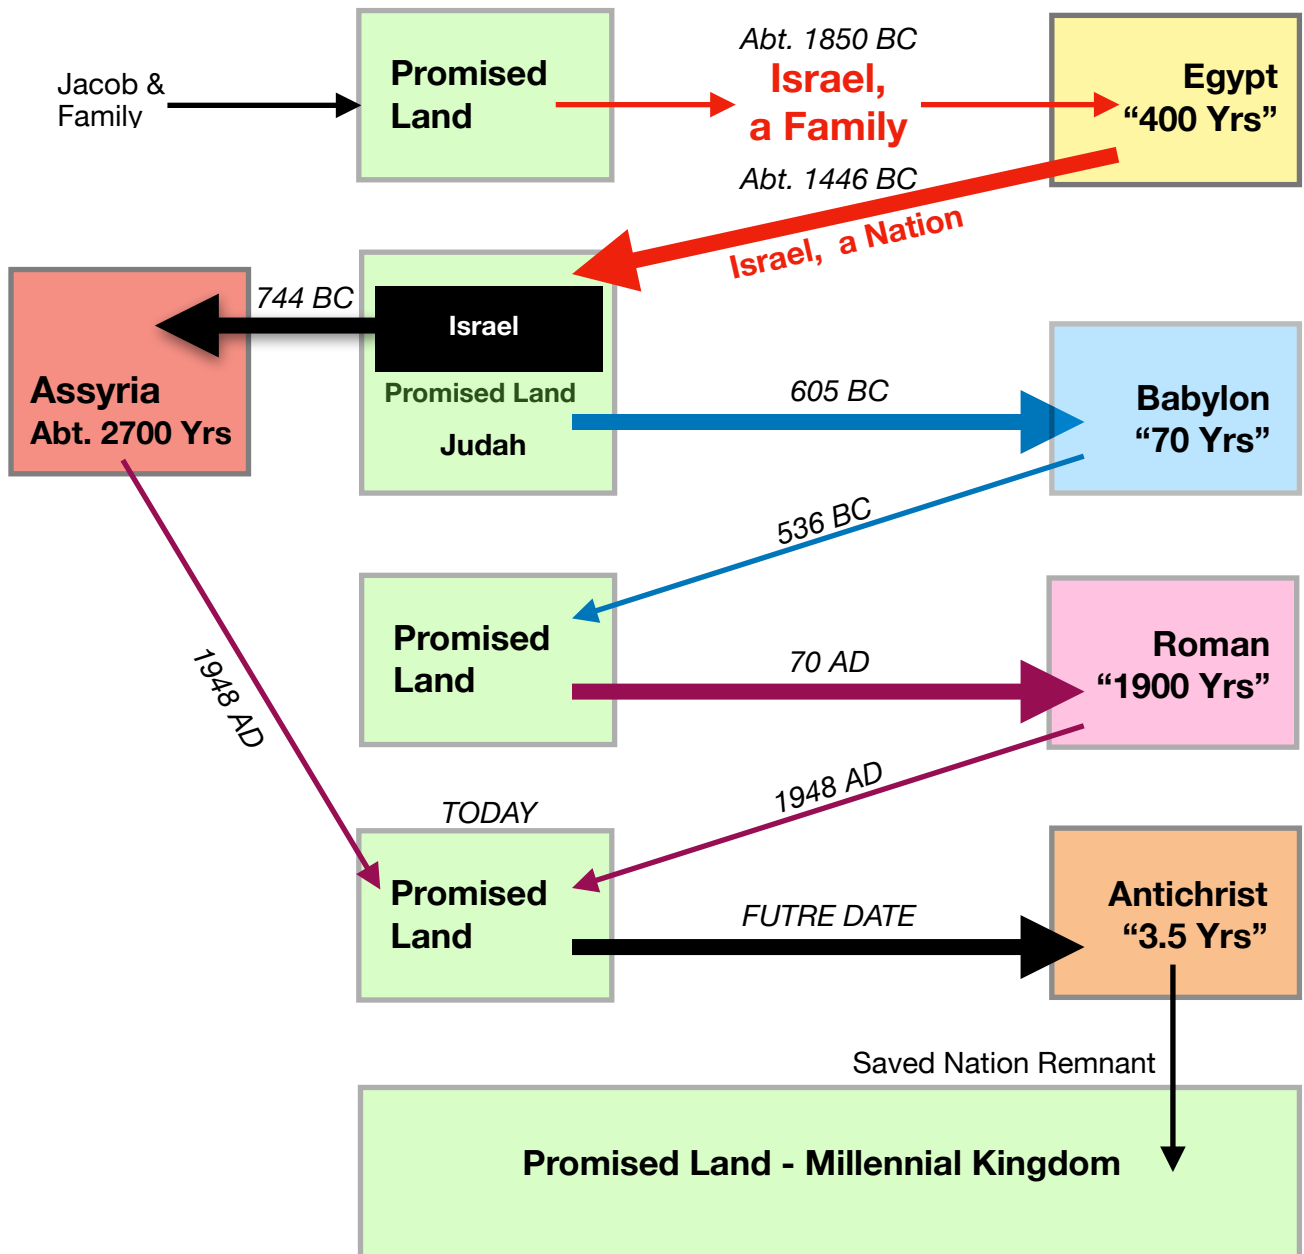 Jacob &
Family
Promised
Land
Abt. 1850 BC
Israel,
a Family
Egypt
“400 Yrs”
Abt. 1446 BC
Israel,  a Nation
744 BC
Israel
Promised Land
Judah
Assyria
Abt. 2700 Yrs
605 BC
Babylon
“70 Yrs”
536 BC
Promised
Land
70 AD
Roman
“1900 Yrs”
1948 AD
1948 AD
TODAY
Promised
Land
FUTRE DATE
Antichrist
“3.5 Yrs”
Saved Nation Remnant
Promised Land - Millennial Kingdom